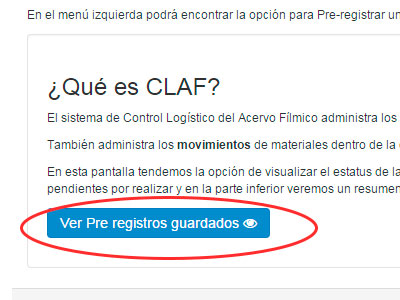 En el menú izquierda podrá encontrar la opción para Pre-registrar un
¿Qué es CLAF?
El sistema de Control Logístico del Acervo Fílmico administra los
También administra los movimientos de materiales dentro de la
En esta pantalla tendemos la opción de visualizar el estatus de la
pendientes por realizar y en la parte inferior veremos un resumen
Ver Pre registros guardados